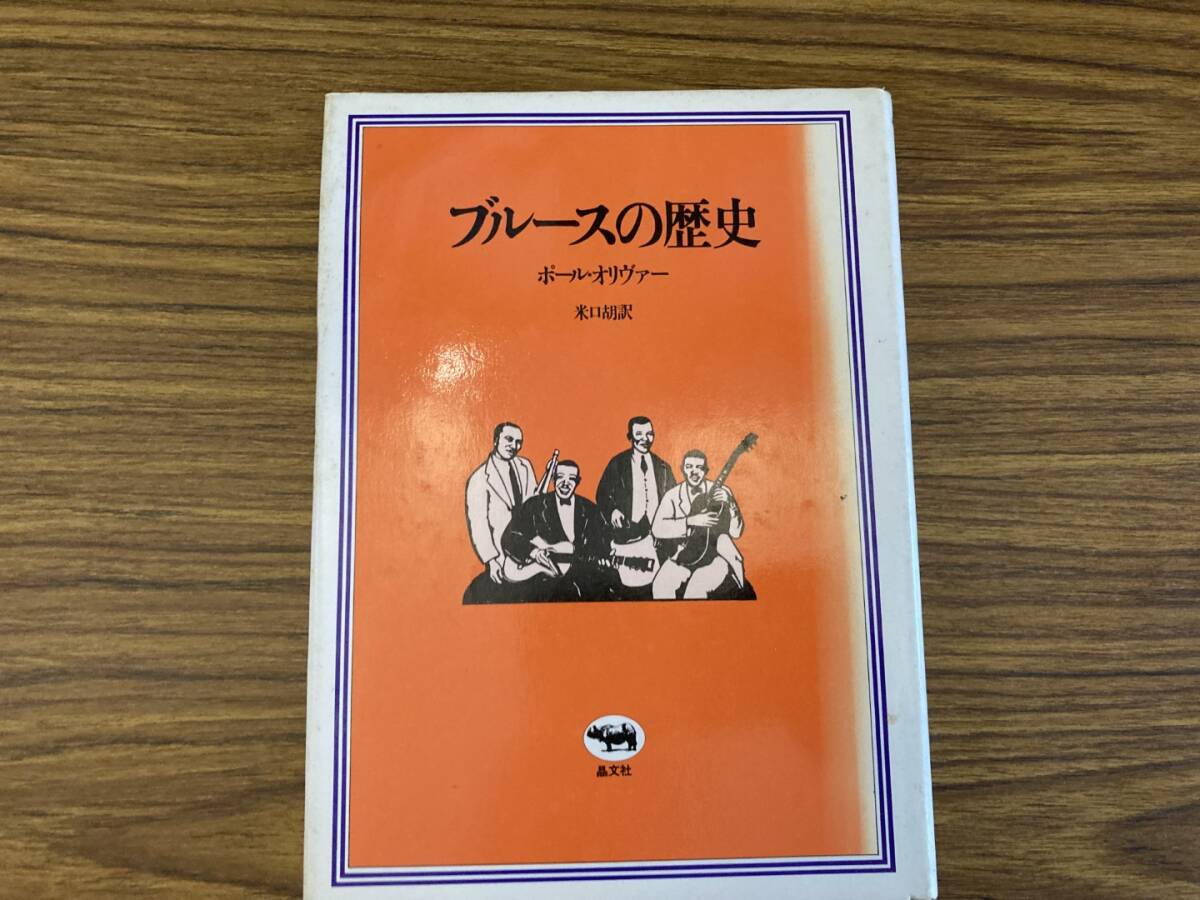 ブルースの歴史
ポール・オリヴァー
米口胡訳
晶文社